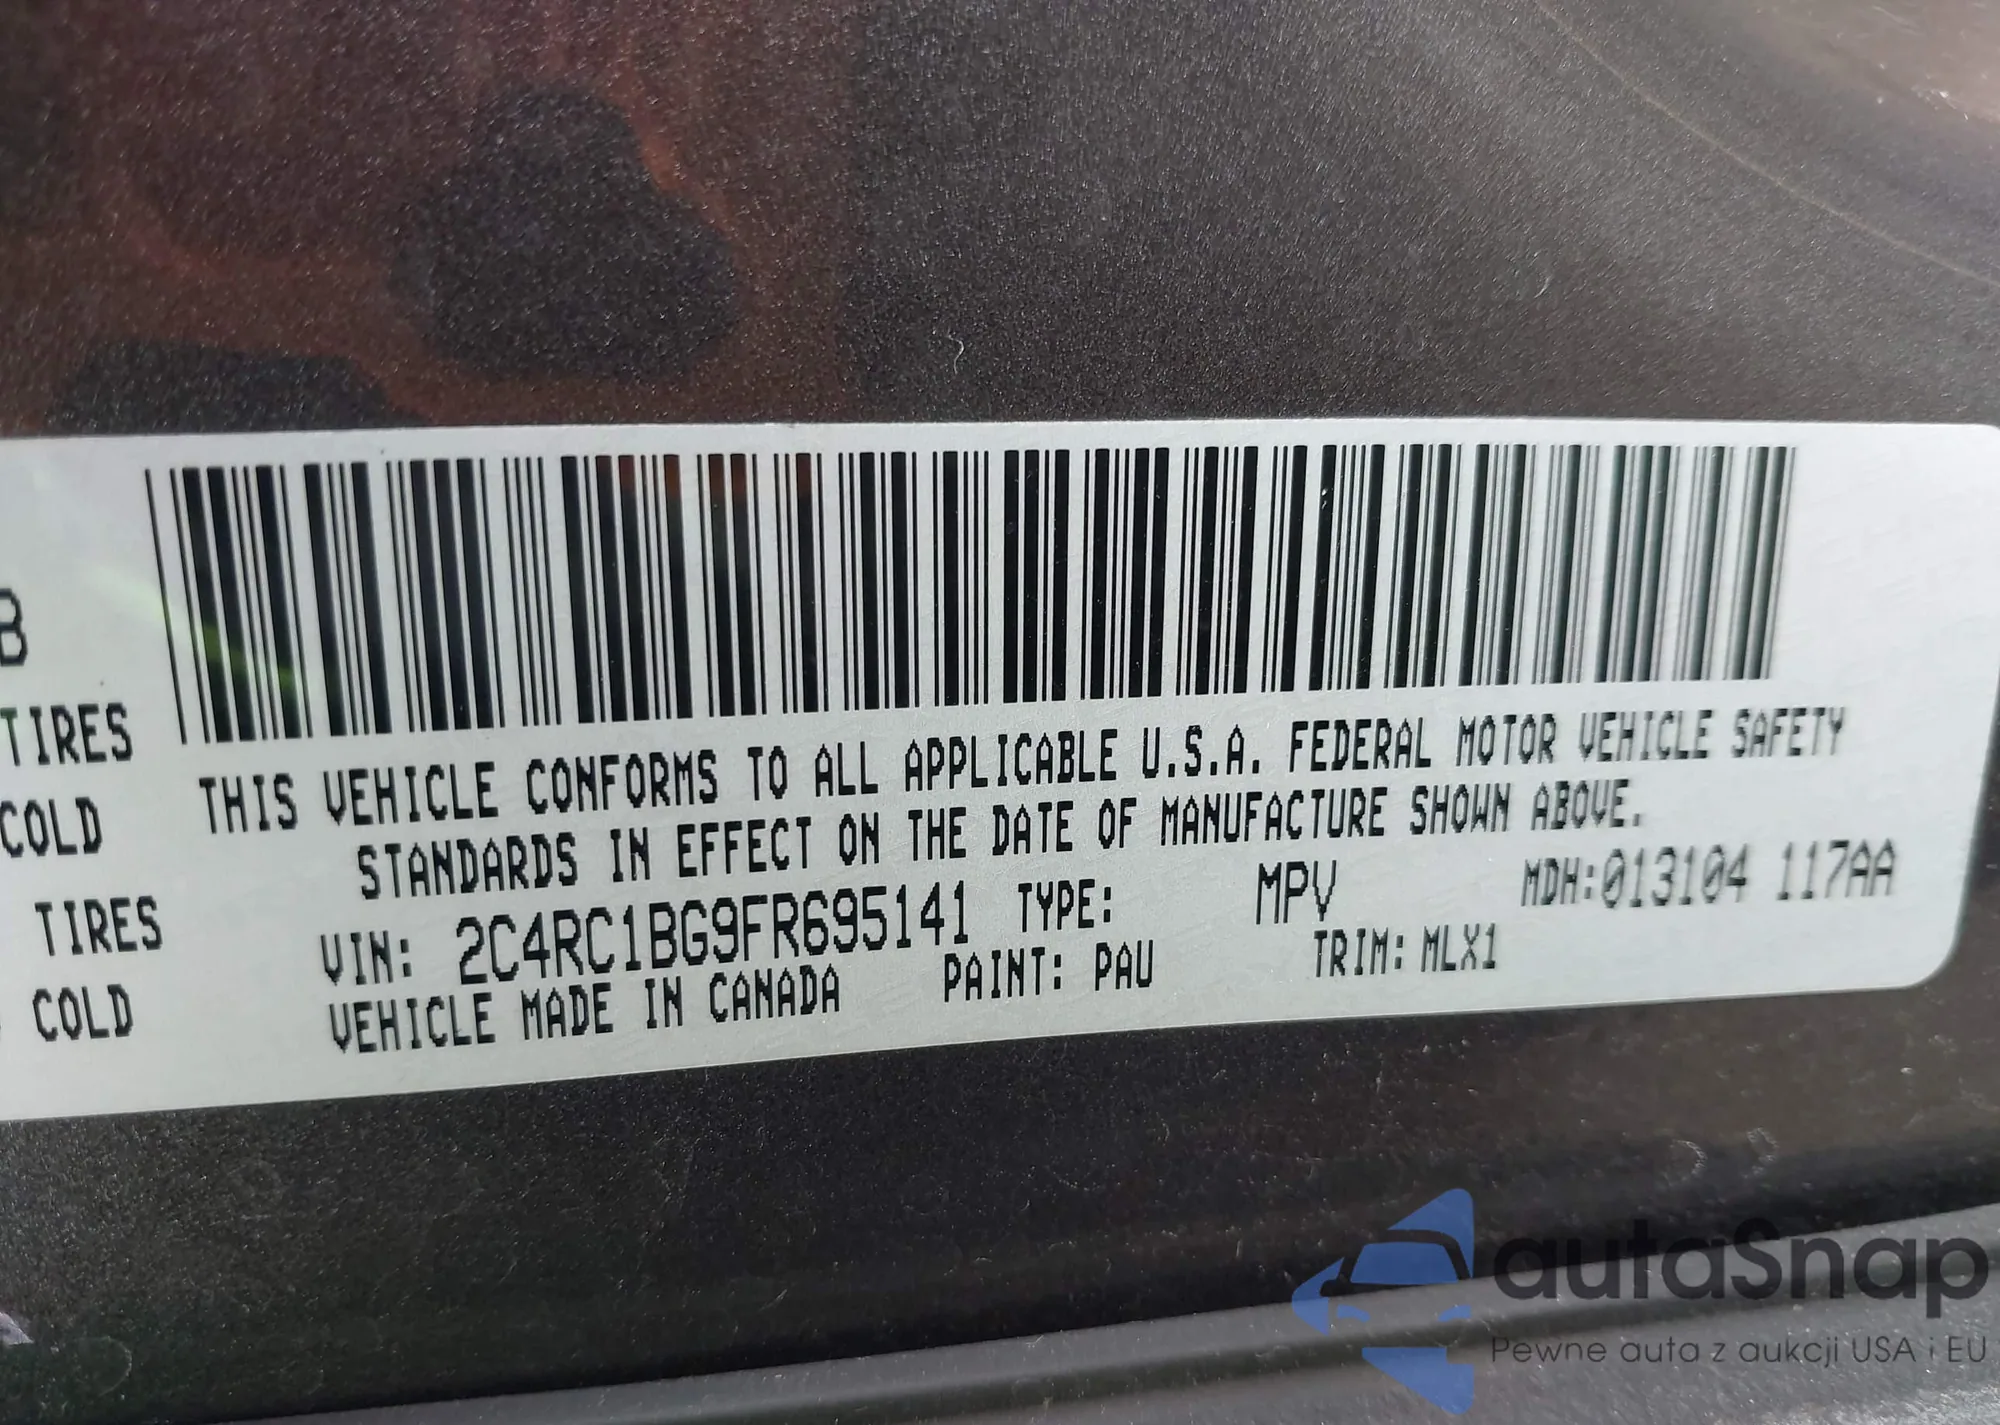 B
TIRES
COLD
TIRES
COLD
THIS VEHICLE CONFORMS TO ALL APPLICABLE U.S.A. FEDERAL MOTOR VEHICLE SAFETY
STANDARDS IN EFFECT ON THE DATE OF MANUFACTURE SHOWN ABOVE.
VIN: 2C4RC1BG9FR695141 TYPE: MPV MDH:013104 117AA
VEHICLE MADE IN CANADA PAINT: PAU TRIM: MLX1
autaSnap
Pewne auta z aukcji USA i EU